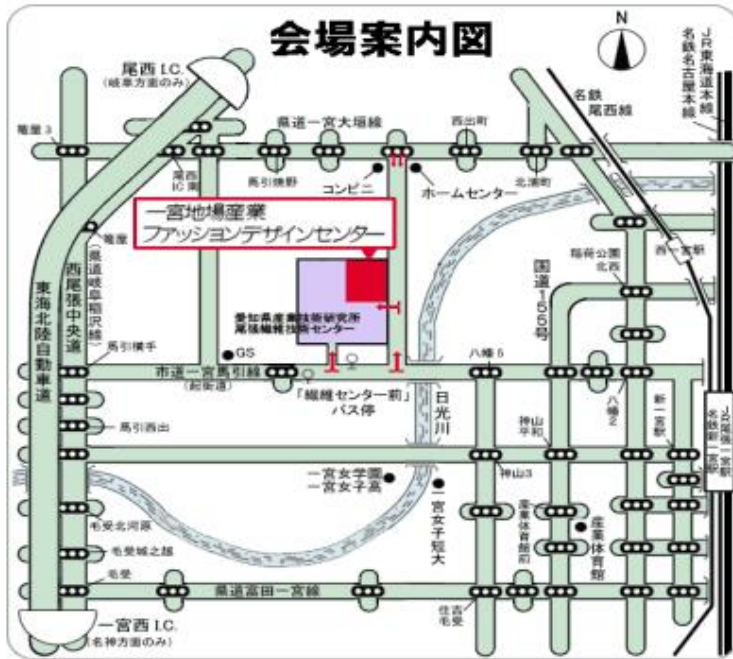 会場案内図
N
尾西I.C.
(岐阜方面のみ)
県道一宮大垣線
西出町
名鉄
尾西線
JR東海道本線
名鉄名古屋本線
篭屋3
尾西
IC南
馬引焼野
コンビニ
ホームセンター
北浦町
一宮地場産業
ファッションデザインセンター
篭屋
西尾張中央道
(県道岐阜稲沢線)
東海北陸自動車道
国道155号
稲荷公園
北西
西一宮駅
愛知県産業技術研究所
尾張繊維技術センター
GS
馬引横手
市道一宮馬引線
(起街道)
八幡5
「繊維センター前」
バス停
日光川
八幡2
新一宮駅
JR尾張一宮駅
名鉄新一宮駅
馬引西出
神山
平和
神山3
一宮女学園
一宮女子高
一宮女子短大
産業体育館
前
産業体育館
毛受北河原
毛受城之越
毛受
県道富田一宮線
住吉
毛受
一宮西I.C.
(名神方面のみ)